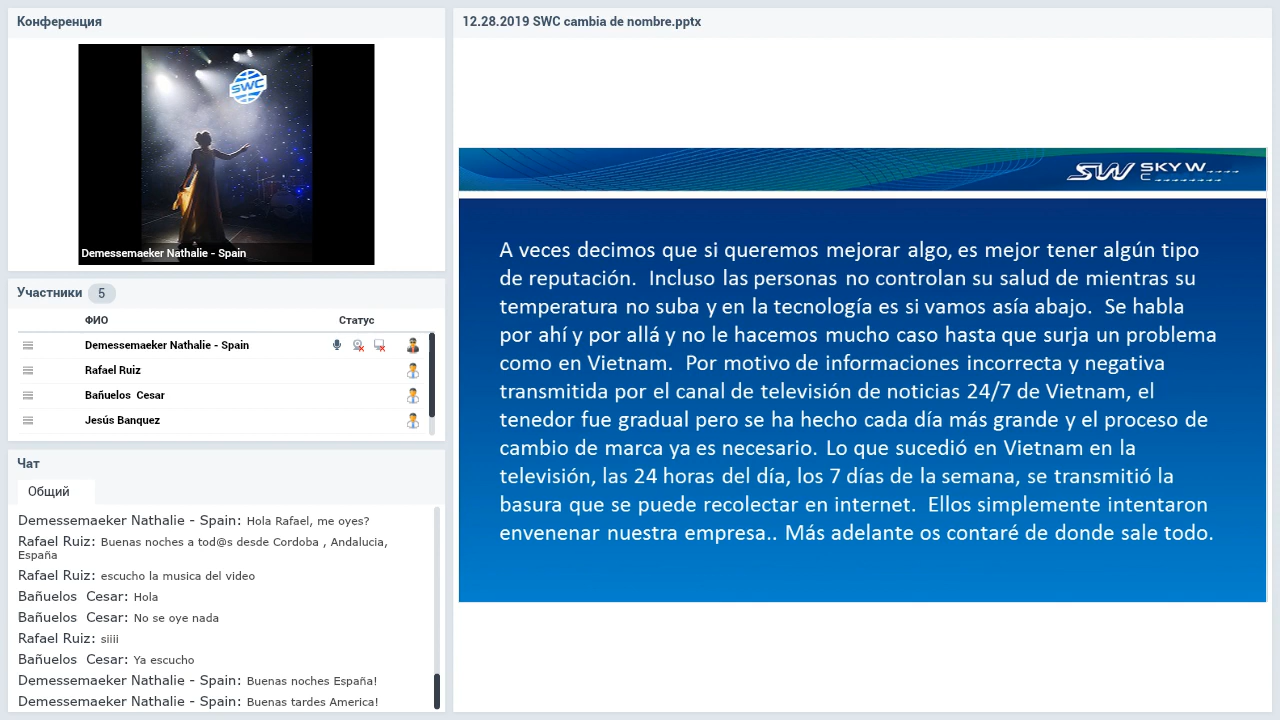 Конференция
SWC
Demessemaeker Nathalie - Spain
Участники 5
ФИО Статус
Demessemaeker Nathalie - Spain
Rafael Ruiz
Bañuelos Cesar
Jesús Banquez
Чат
Общий
Demessemaeker Nathalie - Spain: Hola Rafael, me oyes?
Rafael Ruiz: Buenas noches a tod@s desde Cordoba , Andalucia,
España
Rafael Ruiz: escucho la musica del video
Bañuelos Cesar: Hola
Bañuelos Cesar: No se oye nada
Rafael Ruiz: siiii
Bañuelos Cesar: Ya escucho
Demessemaeker Nathalie - Spain: Buenas noches España!
Demessemaeker Nathalie - Spain: Buenas tardes America!
12.28.2019 SWC cambia de nombre.pptx
SW SKY W
C
A veces decimos que si queremos mejorar algo, es mejor tener algún tipo
de reputación. Incluso las personas no controlan su salud de mientras su
temperatura no suba y en la tecnología es si vamos asía abajo. Se habla
por ahí y por allá y no le hacemos mucho caso hasta que surja un problema
como en Vietnam. Por motivo de informaciones incorrecta y negativa
transmitida por el canal de televisión de noticias 24/7 de Vietnam, el
tenedor fue gradual pero se ha hecho cada día más grande y el proceso de
cambio de marca ya es necesario. Lo que sucedió en Vietnam en la
televisión, las 24 horas del día, los 7 días de la semana, se transmitió la
basura que se puede recolectar en internet. Ellos simplemente intentaron
envenenar nuestra empresa.. Más adelante os contaré de donde sale todo.